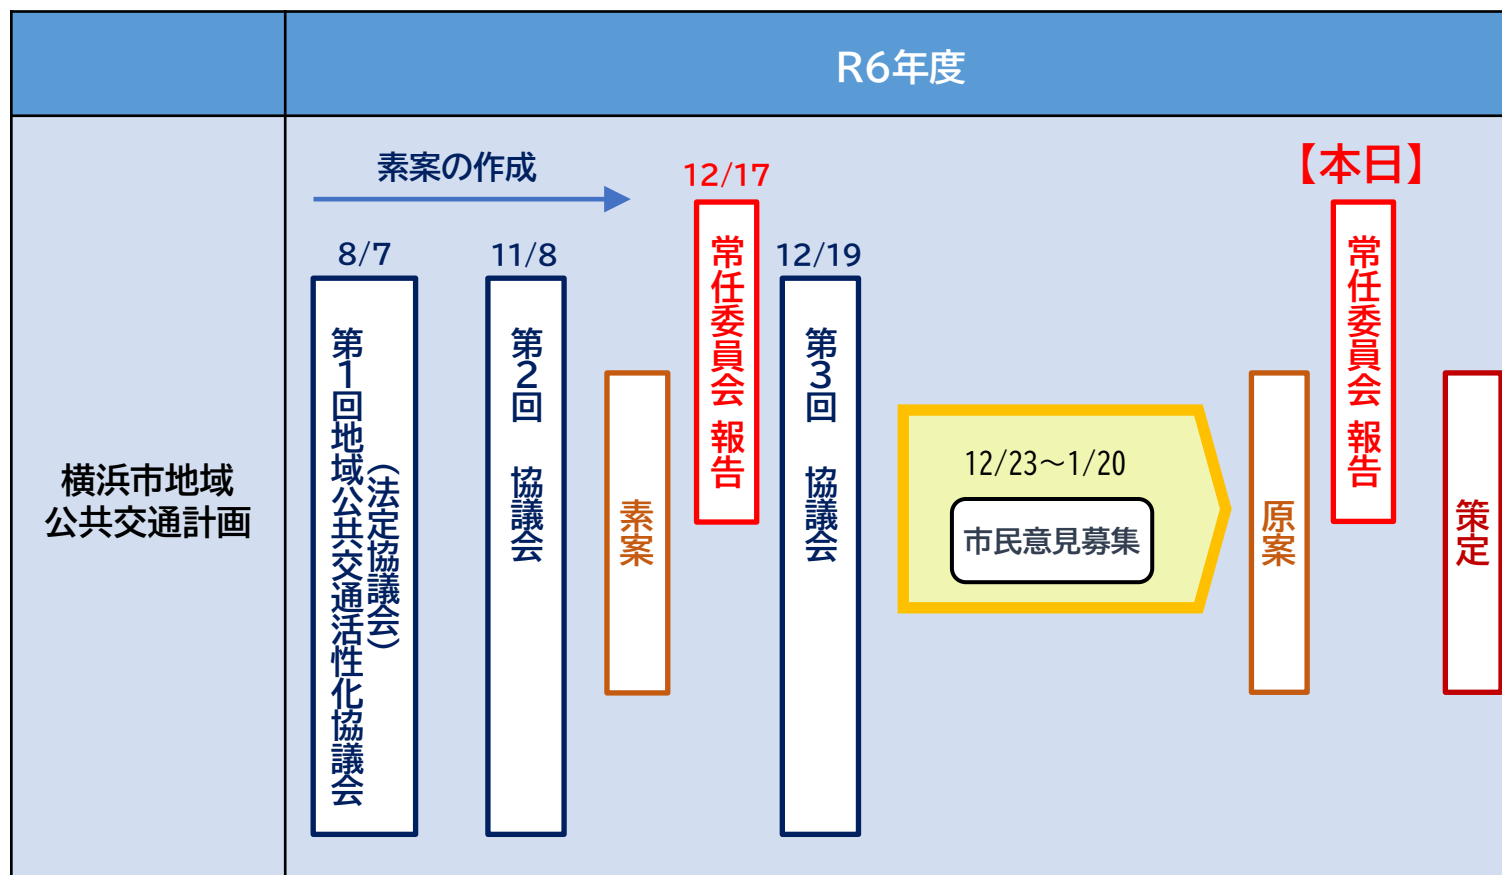 R6年度
横浜市地域
公共交通計画
素案の作成
8/7
第1回地域公共交通活性化協議会
（法定協議会）
11/8
第2回 協議会
素案
12/17
常任委員会 報告
12/19
第3回 協議会
12/23～1/20
市民意見募集
原案
【本日】
常任委員会 報告
策定